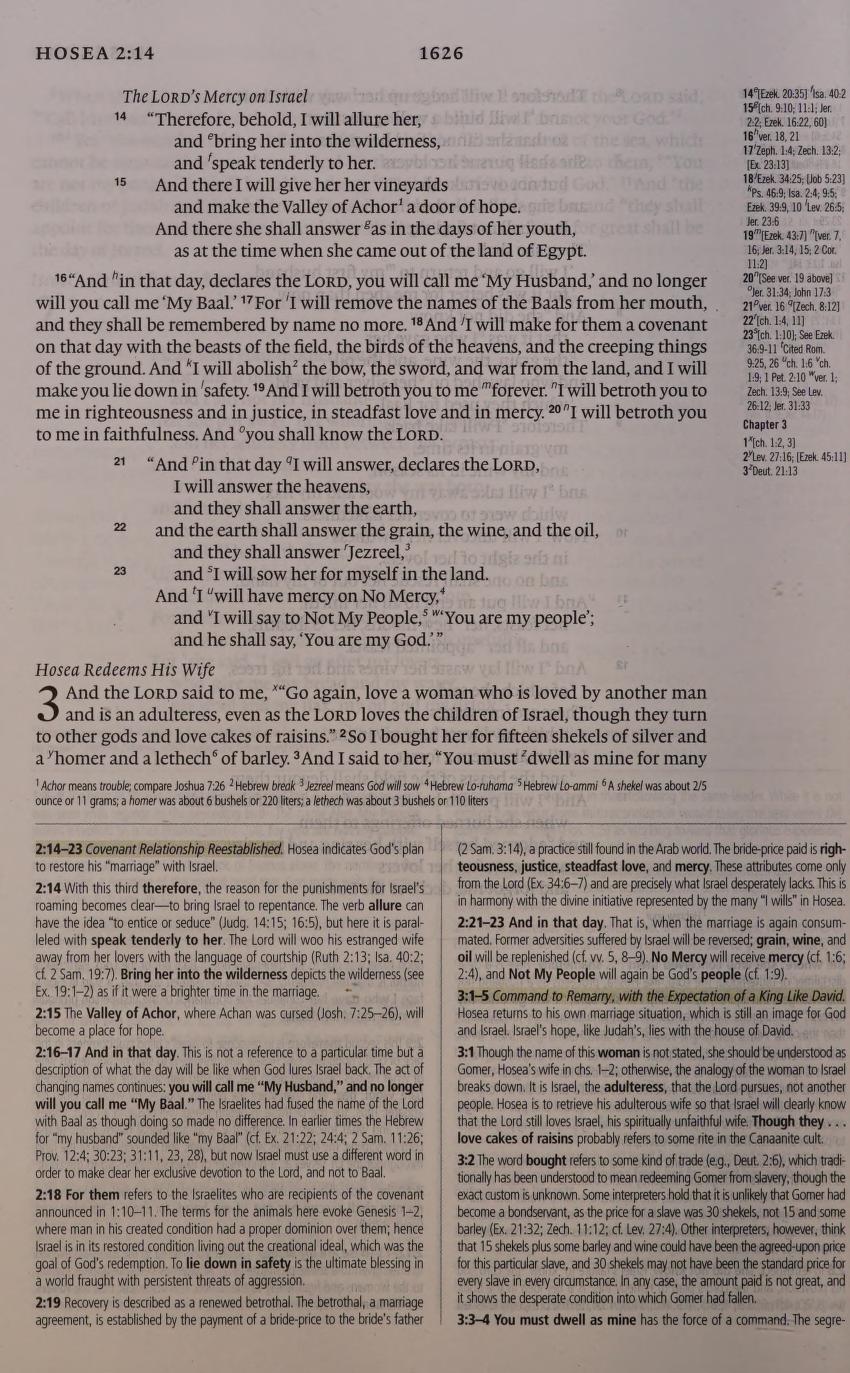 HOSEA 2:14
1626
The LORD's Mercy on Israel
14 “Therefore, behold, I will allure her,
and ᵉbring her into the wilderness,
and ᶠspeak tenderly to her.
15 And there I will give her her vineyards
and make the Valley of Achor¹ a door of hope.
And there she shall answer ᵍas in the days of her youth,
as at the time when she came out of the land of Egypt.
16 “And ʰin that day, declares the LORD, you will call me ‘My Husband,’ and no longer
will you call me ‘My Baal.’ 17 For ⁱI will remove the names of the Baals from her mouth,
and they shall be remembered by name no more. 18 And ʲI will make for them a covenant
on that day with the beasts of the field, the birds of the heavens, and the creeping things
of the ground. And ᵏI will abolish² the bow, the sword, and war from the land, and I will
make you lie down in ˡsafety. 19 And I will betroth you to me ᵐforever. ⁿI will betroth you to
me in righteousness and in justice, in steadfast love and in mercy. 20 ⁿI will betroth you
to me in faithfulness. And ᵒyou shall know the LORD.
21 “And ᵖin that day qI will answer, declares the LORD,
I will answer the heavens,
and they shall answer the earth,
22 and the earth shall answer the grain, the wine, and the oil,
and they shall answer ʳJezreel,³
23 and ˢI will sow her for myself in the land.
And ᵗI ᵘwill have mercy on No Mercy,⁴
and ᵛI will say to Not My People,⁵ ʷ‘You are my people’;
and he shall say, ‘You are my God.’”
Hosea Redeems His Wife
3 And the LORD said to me, ˣ“Go again, love a woman who is loved by another man
and is an adulteress, even as the LORD loves the children of Israel, though they turn
to other gods and love cakes of raisins.” 2 So I bought her for fifteen shekels of silver and
a ʸhomer and a lethech⁶ of barley. 3 And I said to her, “You must ᶻdwell as mine for many
¹ Achor means trouble; compare Joshua 7:26 ² Hebrew break ³ Jezreel means God will sow ⁴ Hebrew Lo-ruhama ⁵ Hebrew Lo-ammi ⁶ A shekel was about 2/5
ounce or 11 grams; a homer was about 6 bushels or 220 liters; a lethech was about 3 bushels or 110 liters
14 ᵉ[Ezek. 20:35] ᶠIsa. 40:2
15 ᵍ[ch. 9:10; 11:1; Jer.
2:2; Ezek. 16:22, 60]
16 ʰver. 18, 21
17 ⁱZeph. 1:4; Zech. 13:2;
[Ex. 23:13]
18 ʲEzek. 34:25; [Job 5:23]
ᵏPs. 46:9; Isa. 2:4; 9:5;
Ezek. 39:9, 10 ˡLev. 26:5;
Jer. 23:6
19 ᵐ[Ezek. 43:7] ⁿ[ver. 7,
16; Jer. 3:14, 15; 2 Cor.
11:2]
20 ⁿ[See ver. 19 above]
ᵒJer. 31:34; John 17:3
21 ᵖver. 16 q[Zech. 8:12]
22 ʳ[ch. 1:4, 11]
23 ˢ[ch. 1:10]; See Ezek.
36:9-11 ᵗCited Rom.
9:25, 26 ᵘch. 1:6 ᵛch.
1:9; 1 Pet. 2:10 ʷver. 1;
Zech. 13:9; See Lev.
26:12; Jer. 31:33
Chapter 3
1 ˣ[ch. 1:2, 3]
2 ʸLev. 27:16; [Ezek. 45:11]
3 ᶻDeut. 21:13
2:14–23 Covenant Relationship Reestablished. Hosea indicates God's plan
to restore his “marriage” with Israel.
2:14 With this third therefore, the reason for the punishments for Israel's
roaming becomes clear—to bring Israel to repentance. The verb allure can
have the idea “to entice or seduce” (Judg. 14:15; 16:5), but here it is paral-
leled with speak tenderly to her. The Lord will woo his estranged wife
away from her lovers with the language of courtship (Ruth 2:13; Isa. 40:2;
cf. 2 Sam. 19:7). Bring her into the wilderness depicts the wilderness (see
Ex. 19:1–2) as if it were a brighter time in the marriage.
2:15 The Valley of Achor, where Achan was cursed (Josh. 7:25–26), will
become a place for hope.
2:16–17 And in that day. This is not a reference to a particular time but a
description of what the day will be like when God lures Israel back. The act of
changing names continues: you will call me “My Husband,” and no longer
will you call me “My Baal.” The Israelites had fused the name of the Lord
with Baal as though doing so made no difference. In earlier times the Hebrew
for “my husband” sounded like “my Baal” (cf. Ex. 21:22; 24:4; 2 Sam. 11:26;
Prov. 12:4; 30:23; 31:11, 23, 28), but now Israel must use a different word in
order to make clear her exclusive devotion to the Lord, and not to Baal.
2:18 For them refers to the Israelites who are recipients of the covenant
announced in 1:10–11. The terms for the animals here evoke Genesis 1–2,
where man in his created condition had a proper dominion over them; hence
Israel is in its restored condition living out the creational ideal, which was the
goal of God's redemption. To lie down in safety is the ultimate blessing in
a world fraught with persistent threats of aggression.
2:19 Recovery is described as a renewed betrothal. The betrothal, a marriage
agreement, is established by the payment of a bride-price to the bride's father
(2 Sam. 3:14), a practice still found in the Arab world. The bride-price paid is righ-
teousness, justice, steadfast love, and mercy. These attributes come only
from the Lord (Ex. 34:6–7) and are precisely what Israel desperately lacks. This is
in harmony with the divine initiative represented by the many “I wills” in Hosea.
2:21–23 And in that day. That is, when the marriage is again consum-
mated. Former adversities suffered by Israel will be reversed; grain, wine, and
oil will be replenished (cf. vv. 5, 8–9). No Mercy will receive mercy (cf. 1:6;
2:4), and Not My People will again be God's people (cf. 1:9).
3:1–5 Command to Remarry, with the Expectation of a King Like David.
Hosea returns to his own marriage situation, which is still an image for God
and Israel. Israel's hope, like Judah's, lies with the house of David.
3:1 Though the name of this woman is not stated, she should be understood as
Gomer, Hosea's wife in chs. 1–2; otherwise, the analogy of the woman to Israel
breaks down. It is Israel, the adulteress, that the Lord pursues, not another
people. Hosea is to retrieve his adulterous wife so that Israel will clearly know
that the Lord still loves Israel, his spiritually unfaithful wife. Though they . . .
love cakes of raisins probably refers to some rite in the Canaanite cult.
3:2 The word bought refers to some kind of trade (e.g., Deut. 2:6), which tradi-
tionally has been understood to mean redeeming Gomer from slavery, though the
exact custom is unknown. Some interpreters hold that it is unlikely that Gomer had
become a bondservant, as the price for a slave was 30 shekels, not 15 and some
barley (Ex. 21:32; Zech. 11:12; cf. Lev. 27:4). Other interpreters, however, think
that 15 shekels plus some barley and wine could have been the agreed-upon price
for this particular slave, and 30 shekels may not have been the standard price for
every slave in every circumstance. In any case, the amount paid is not great, and
it shows the desperate condition into which Gomer had fallen.
3:3–4 You must dwell as mine has the force of a command. The segre-